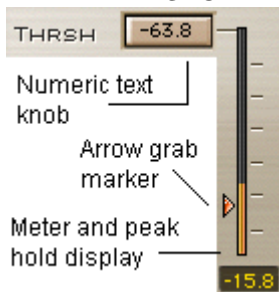 THRSH -63.8
Numeric text
knob
Arrow grab
marker
Meter and peak
hold display
-15.8